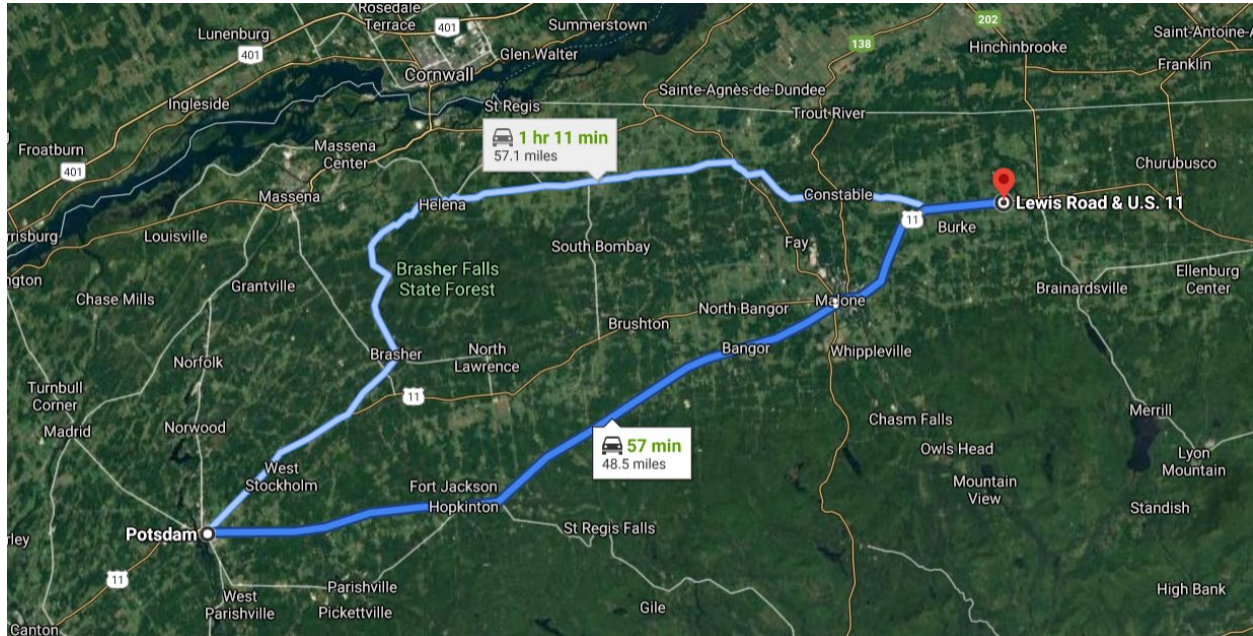 Rosedale
Terrace
401
Summerstown
202
Saint-Antoine-A
Lunenburg
401
Glen Walter
138
Hinchinbrooke
Franklin
Cornwall
Ingleside
St Regis
Sainte-Agnès-de-Dundee
Trout River
Froatburn
401
Massena
Center
1 hr 11 min
57.1 miles
Churubusco
Massena
Helena
Constable
Lewis Road & U.S. 11
rrisburg
Louisville
11
Burke
South Bombay
Fay
Brasher Falls
State Forest
ngton
Chase Mills
Grantville
Ellenburg
Center
Brainardsville
North Bangor
Malone
Brushton
Bangor
Whippleville
Norfolk
Brasher
North
Lawrence
Turnbull
Corner
11
Madrid
Norwood
Chasm Falls
Merrill
57 min
48.5 miles
Owls Head
Lyon
Mountain
West
Stockholm
Fort Jackson
Hopkinton
Mountain
View
Standish
Potsdam
St Regis Falls
rley
11
Parishville
West
Parishville
Pickettville
Gile
High Bank
Canton